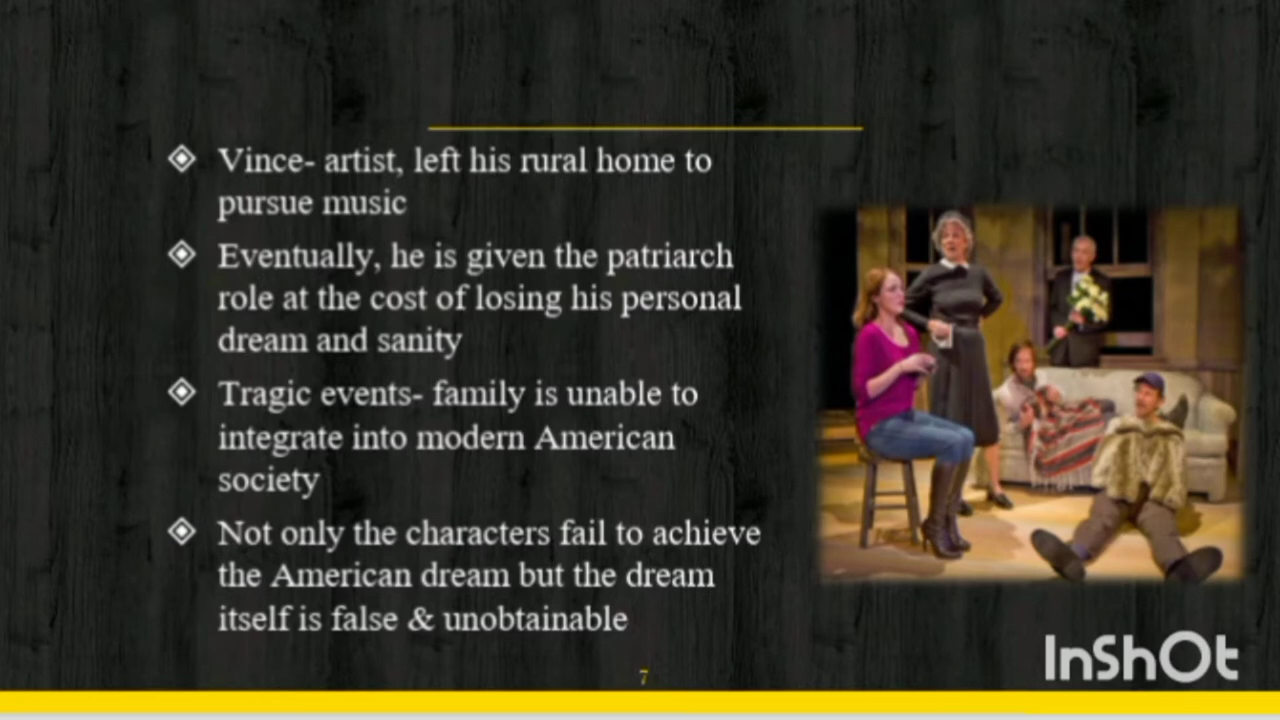 Vince- artist, left his rural home to
pursue music
Eventually, he is given the patriarch
role at the cost of losing his personal
dream and sanity
Tragic events- family is unable to
integrate into modern American
society
Not only the characters fail to achieve
the American dream but the dream
itself is false & unobtainable
7
InShOt